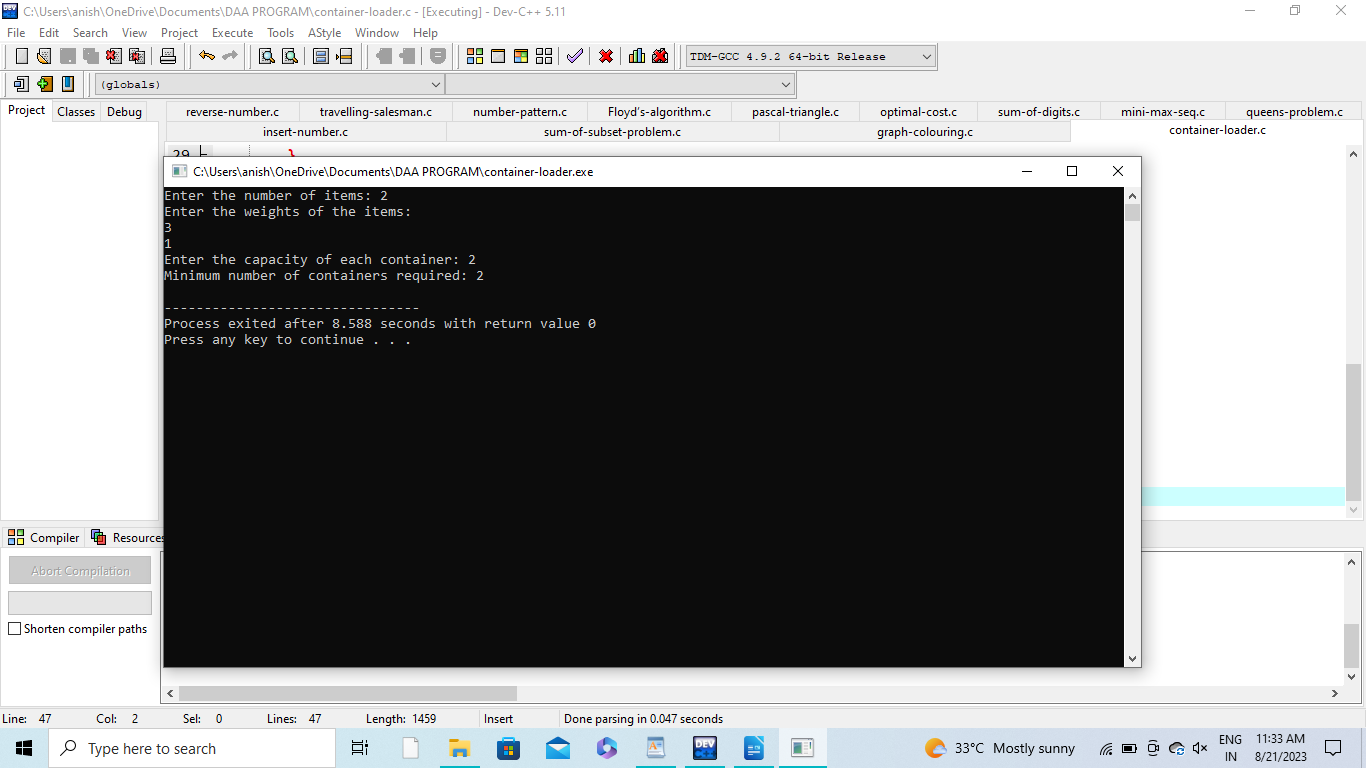 C:\Users\anish\OneDrive\Documents\DAA PROGRAM\container-loader.c - [Executing] - Dev-C++ 5.11
File Edit Search View Project Execute Tools AStyle Window Help
TDM-GCC 4.9.2 64-bit Release
(globals)
Project Classes Debug
reverse-number.c travelling-salesman.c number-pattern.c Floyd's-algorithm.c pascal-triangle.c optimal-cost.c sum-of-digits.c mini-max-seq.c queens-problem.c
insert-number.c sum-of-subset-problem.c graph-colouring.c container-loader.c
29 }
C:\Users\anish\OneDrive\Documents\DAA PROGRAM\container-loader.exe
Enter the number of items: 2
Enter the weights of the items:
3
1
Enter the capacity of each container: 2
Minimum number of containers required: 2
--------------------------------
Process exited after 8.588 seconds with return value 0
Press any key to continue . . .
Compiler Resources
Abort Compilation
Shorten compiler paths
Line: 47 Col: 2 Sel: 0 Lines: 47 Length: 1459 Insert Done parsing in 0.047 seconds
Type here to search
DEV
33°C Mostly sunny
ENG
IN
11:33 AM
8/21/2023